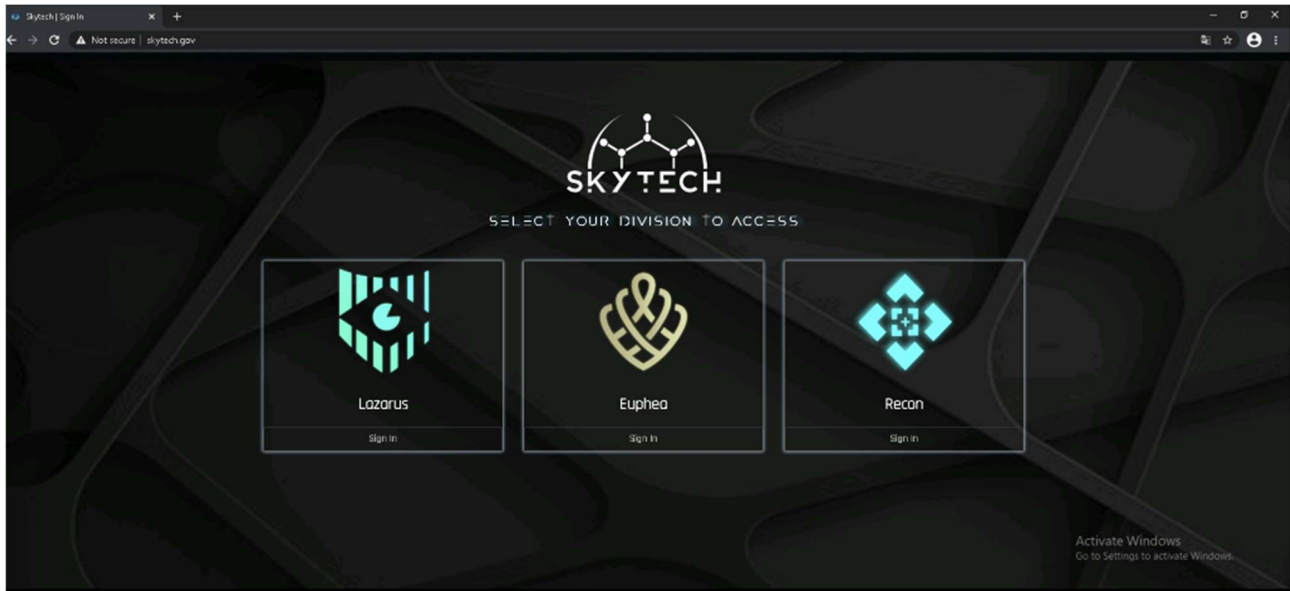 Skytech | Sign In
Not secure | skytech.gov
SKYTECH
SELECT YOUR DIVISION TO ACCESS
Lazarus
Euphea
Recon
Sign In
Sign In
Sign In
Activate Windows
Go to Settings to activate Windows.